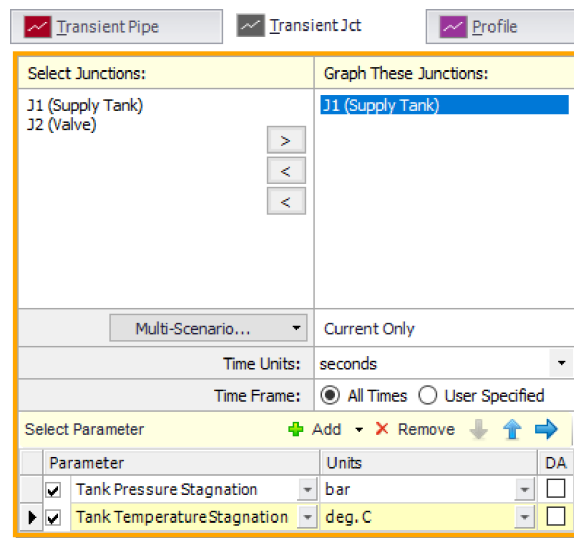 Transient Pipe Transient Jct Profile
Select Junctions: Graph These Junctions:
J1 (Supply Tank) J1 (Supply Tank)
J2 (Valve)
>
<
<
Multi-Scenario... Current Only
Time Units: seconds
Time Frame: All Times User Specified
Select Parameter Add Remove
Parameter Units DA
Tank Pressure Stagnation bar
Tank Temperature Stagnation deg. C